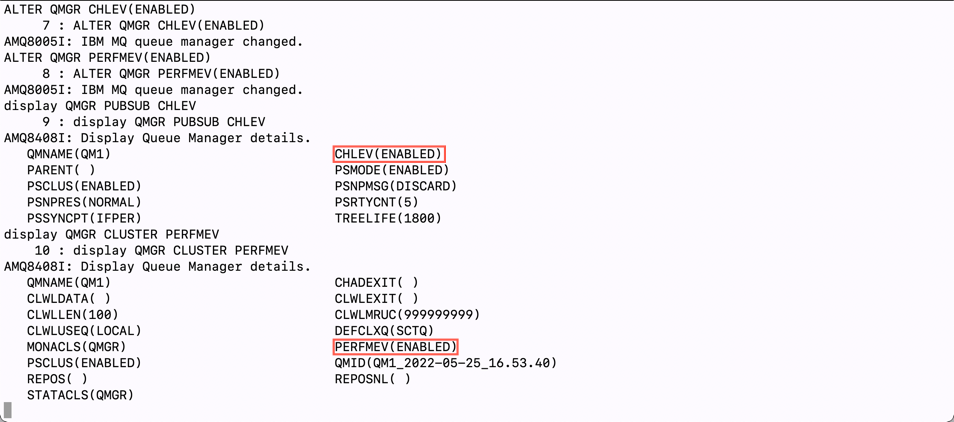 ALTER QMGR CHLEV(ENABLED)
7 : ALTER QMGR CHLEV(ENABLED)
AMQ8005I: IBM MQ queue manager changed.
ALTER QMGR PERFMEV(ENABLED)
8 : ALTER QMGR PERFMEV(ENABLED)
AMQ8005I: IBM MQ queue manager changed.
display QMGR PUBSUB CHLEV
9 : display QMGR PUBSUB CHLEV
AMQ8408I: Display Queue Manager details.
QMNAME(QM1) CHLEV(ENABLED)
PARENT( ) PSMODE(ENABLED)
PSCLUS(ENABLED) PSNPMSG(DISCARD)
PSNPRES(NORMAL) PSRTYCNT(5)
PSSYNCPT(IFPER) TREELIFE(1800)
display QMGR CLUSTER PERFMEV
10 : display QMGR CLUSTER PERFMEV
AMQ8408I: Display Queue Manager details.
QMNAME(QM1) CHADEXIT( )
CLWLDATA( ) CLWLEXIT( )
CLWLLEN(100) CLWLMRUC(999999999)
CLWLUSEQ(LOCAL) DEFCLXQ(SCTQ)
MONACLS(QMGR) PERFMEV(ENABLED)
PSCLUS(ENABLED) QMID(QM1_2022-05-25_16.53.40)
REPOS( ) REPOSNL( )
STATACLS(QMGR)